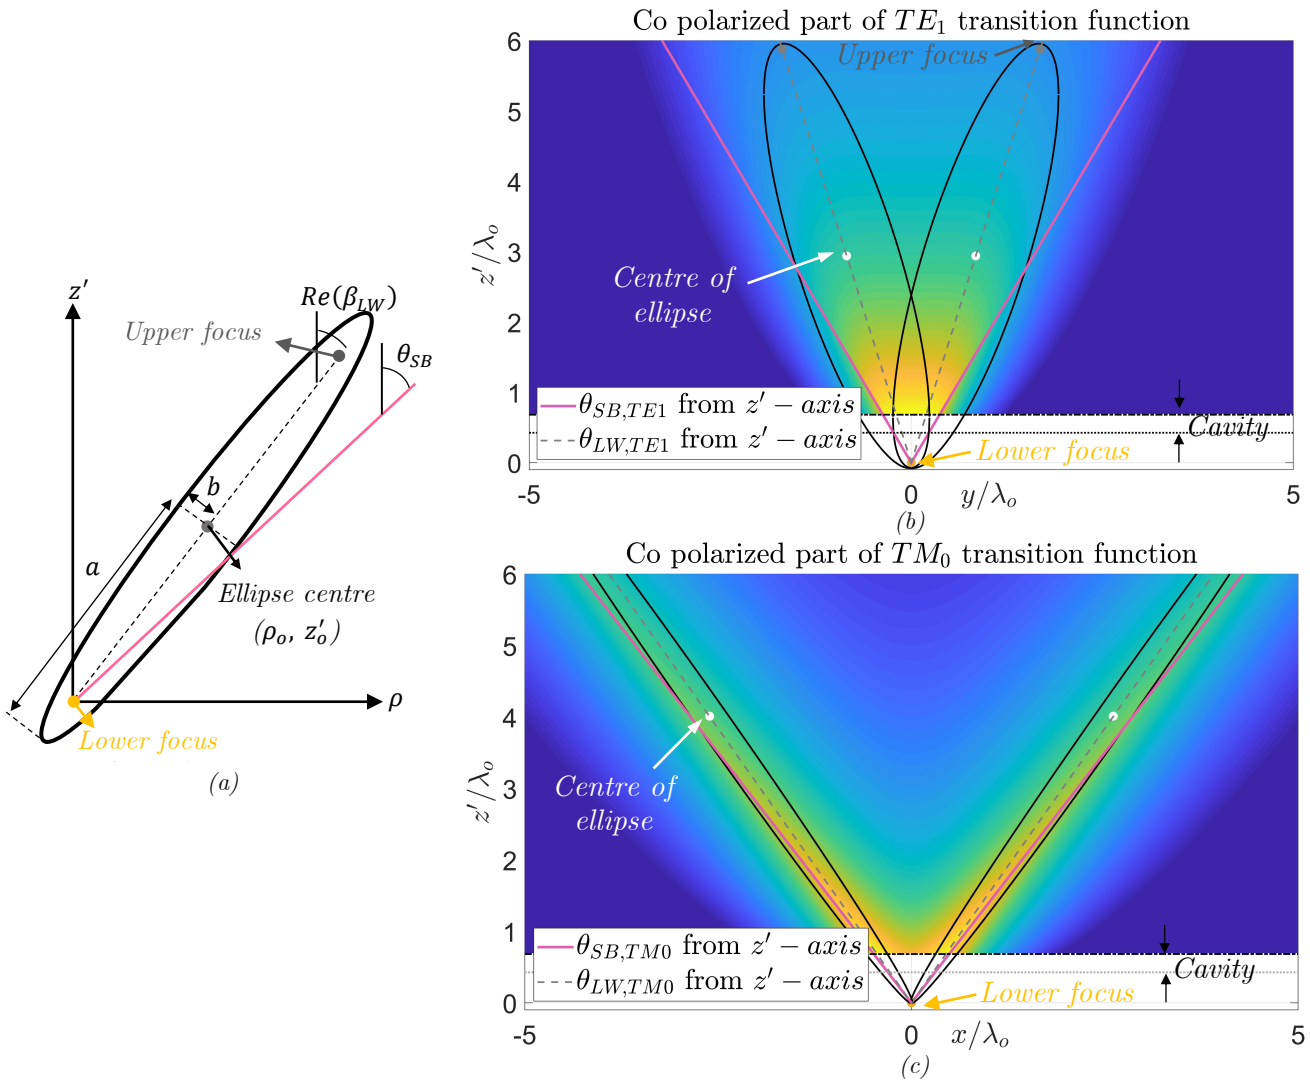 z′
Re(β_LW)
Upper focus
θ_SB
b
a
Ellipse centre
(ρ_o, z′_o)
ρ
Lower focus
(a)
Co polarized part of TE_1 transition function
6
5
4
3
2
1
0
z′/λ_o
Upper focus
Centre of
ellipse
θ_SB,TE1 from z′ − axis
θ_LW,TE1 from z′ − axis
Cavity
Lower focus
-5
0
5
y/λ_o
(b)
Co polarized part of TM_0 transition function
6
5
4
3
2
1
0
z′/λ_o
Centre of
ellipse
θ_SB,TM0 from z′ − axis
θ_LW,TM0 from z′ − axis
Cavity
Lower focus
-5
0
5
x/λ_o
(c)